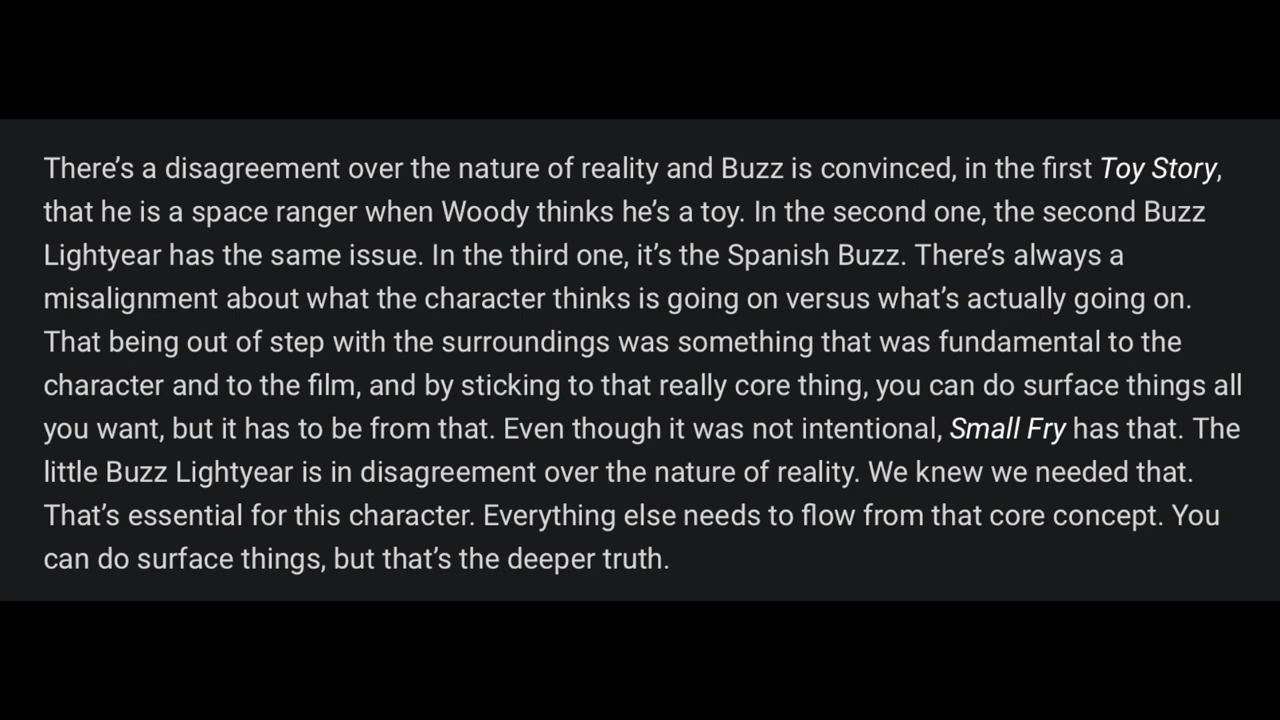 There’s a disagreement over the nature of reality and Buzz is convinced, in the first Toy Story,
that he is a space ranger when Woody thinks he’s a toy. In the second one, the second Buzz
Lightyear has the same issue. In the third one, it’s the Spanish Buzz. There’s always a
misalignment about what the character thinks is going on versus what’s actually going on.
That being out of step with the surroundings was something that was fundamental to the
character and to the film, and by sticking to that really core thing, you can do surface things all
you want, but it has to be from that. Even though it was not intentional, Small Fry has that. The
little Buzz Lightyear is in disagreement over the nature of reality. We knew we needed that.
That’s essential for this character. Everything else needs to flow from that core concept. You
can do surface things, but that’s the deeper truth.